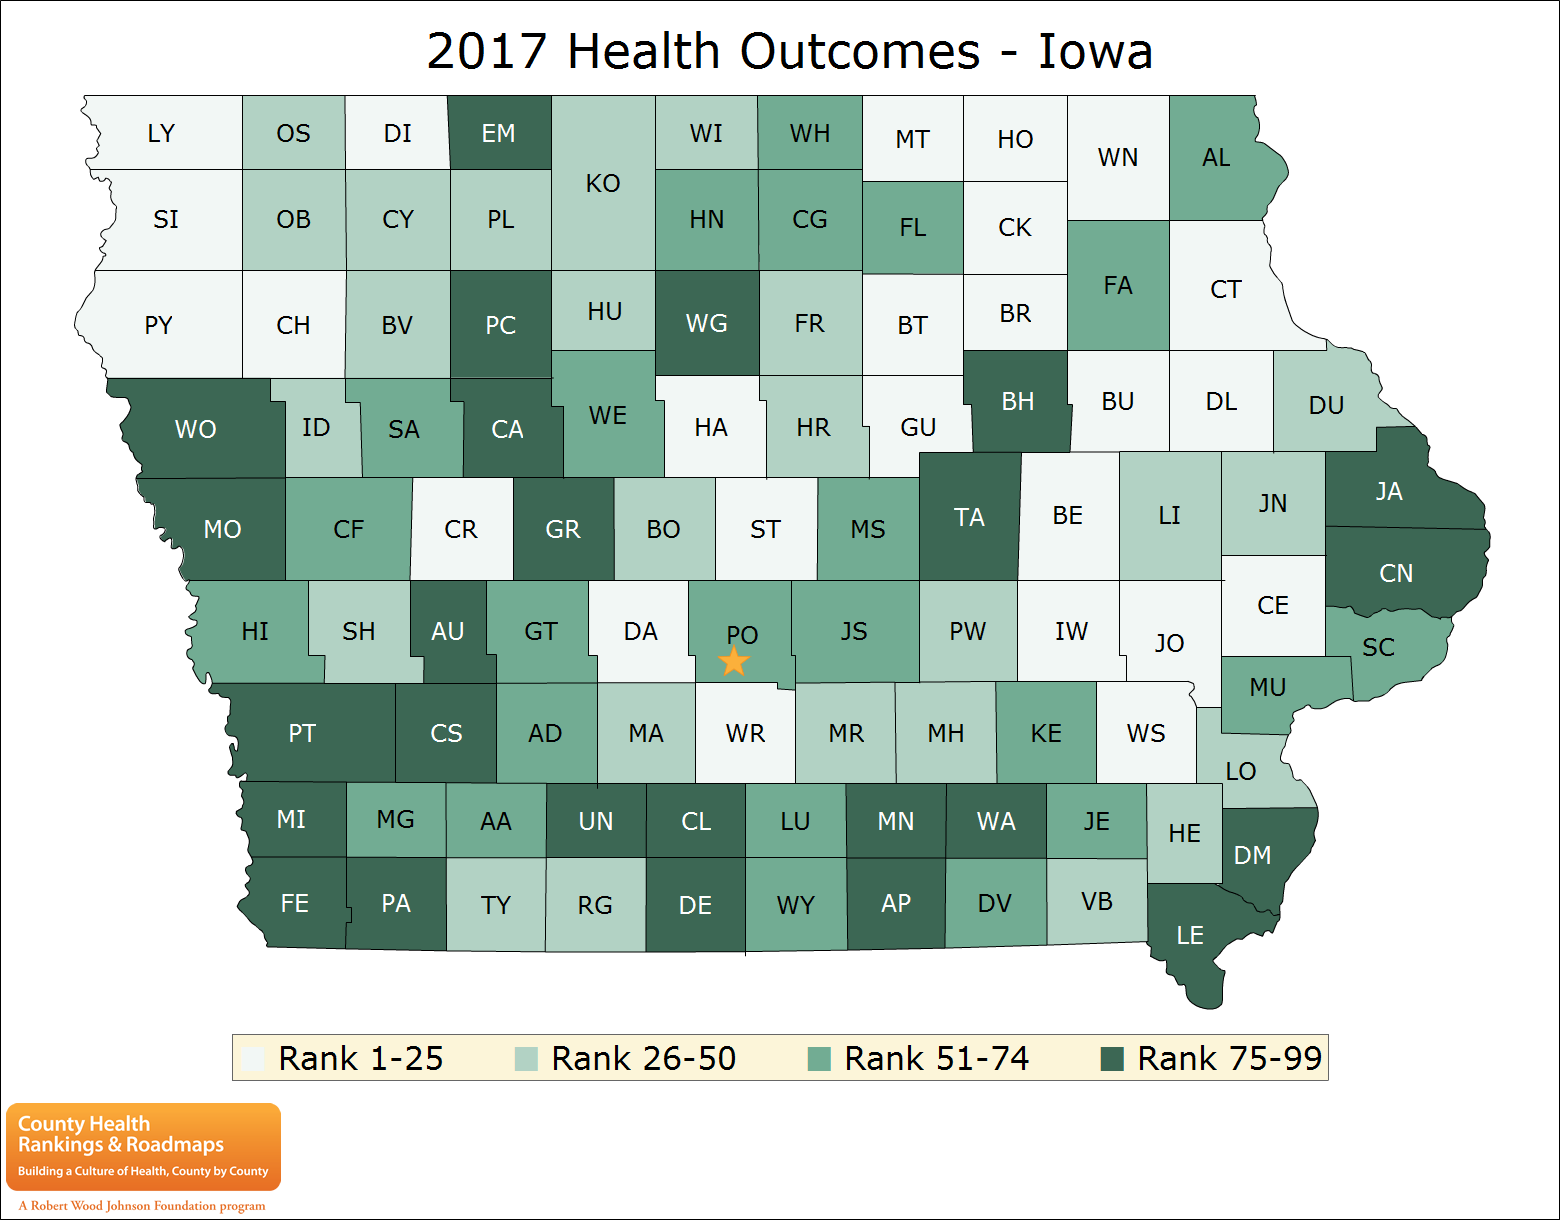 2017 Health Outcomes - Iowa
LY OS DI EM KO WI WH MT HO WN AL
SI OB CY PL HN CG FL CK
PY CH BV PC HU WG FR BT BR FA CT
WO ID SA CA WE HA HR GU BH BU DL DU
MO CF CR GR BO ST MS TA BE LI JN JA
CN
HI SH AU GT DA PO JS PW IW JO CE SC
PT CS AD MA WR MR MH KE WS MU
LO
MI MG AA UN CL LU MN WA JE HE DM
FE PA TY RG DE WY AP DV VB LE
Rank 1-25 Rank 26-50 Rank 51-74 Rank 75-99
County Health
Rankings & Roadmaps
Building a Culture of Health, County by County
A Robert Wood Johnson Foundation program